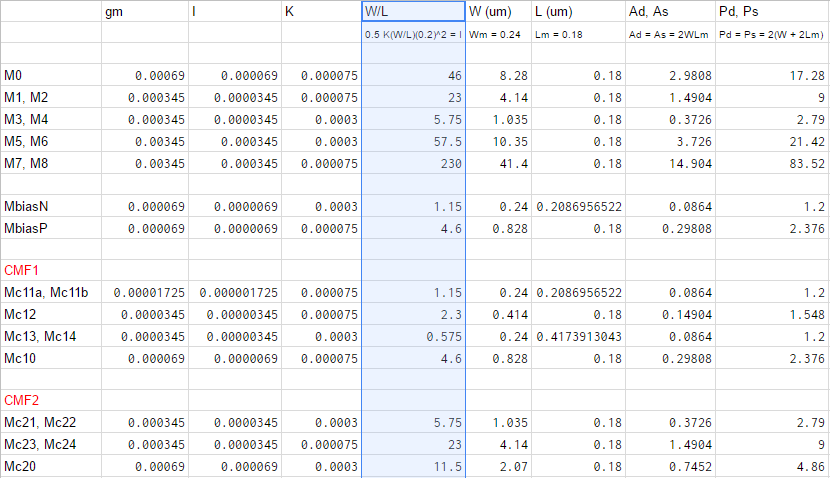 gm I K W/L W (um) L (um) Ad, As Pd, Ps
0.5 K(W/L)(0.2)^2 = I Wm = 0.24 Lm = 0.18 Ad = As = 2WLm Pd = Ps = 2(W + 2Lm)
M0 0.00069 0.000069 0.000075 46 8.28 0.18 2.9808 17.28
M1, M2 0.000345 0.0000345 0.000075 23 4.14 0.18 1.4904 9
M3, M4 0.000345 0.0000345 0.0003 5.75 1.035 0.18 0.3726 2.79
M5, M6 0.00345 0.000345 0.0003 57.5 10.35 0.18 3.726 21.42
M7, M8 0.00345 0.000345 0.000075 230 41.4 0.18 14.904 83.52
MbiasN 0.000069 0.0000069 0.0003 1.15 0.24 0.2086956522 0.0864 1.2
MbiasP 0.000069 0.0000069 0.000075 4.6 0.828 0.18 0.29808 2.376
CMF1
Mc11a, Mc11b 0.00001725 0.000001725 0.000075 1.15 0.24 0.2086956522 0.0864 1.2
Mc12 0.0000345 0.00000345 0.000075 2.3 0.414 0.18 0.14904 1.548
Mc13, Mc14 0.0000345 0.00000345 0.0003 0.575 0.24 0.4173913043 0.0864 1.2
Mc10 0.000069 0.0000069 0.000075 4.6 0.828 0.18 0.29808 2.376
CMF2
Mc21, Mc22 0.000345 0.0000345 0.0003 5.75 1.035 0.18 0.3726 2.79
Mc23, Mc24 0.000345 0.0000345 0.000075 23 4.14 0.18 1.4904 9
Mc20 0.00069 0.000069 0.0003 11.5 2.07 0.18 0.7452 4.86